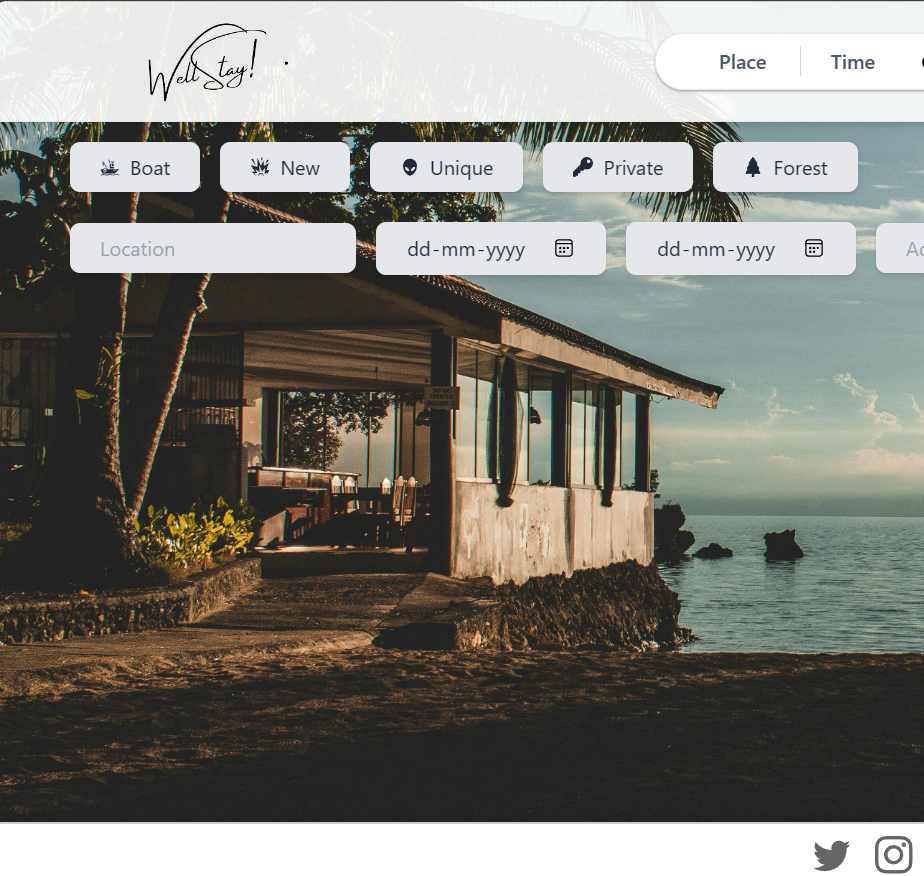 Well Stay! .
Place
Time
Boat
New
Unique
Private
Forest
Location
dd-mm-yyyy
dd-mm-yyyy